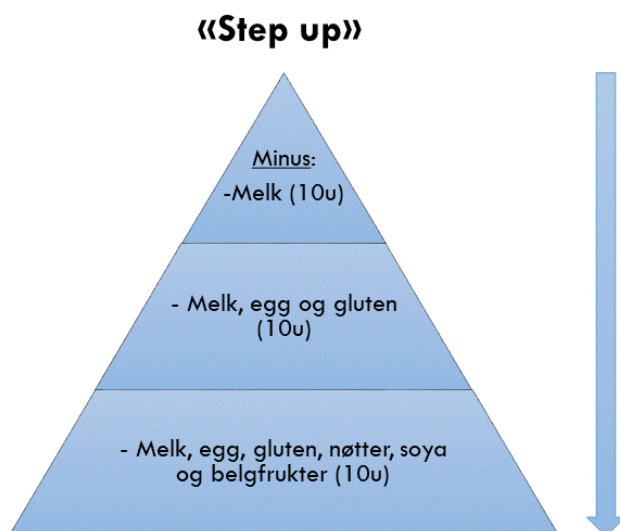 «Step up»
Minus:
-Melk (10u)
- Melk, egg og gluten
(10u)
- Melk, egg, gluten, nøtter, soya
og belgfrukter (10u)